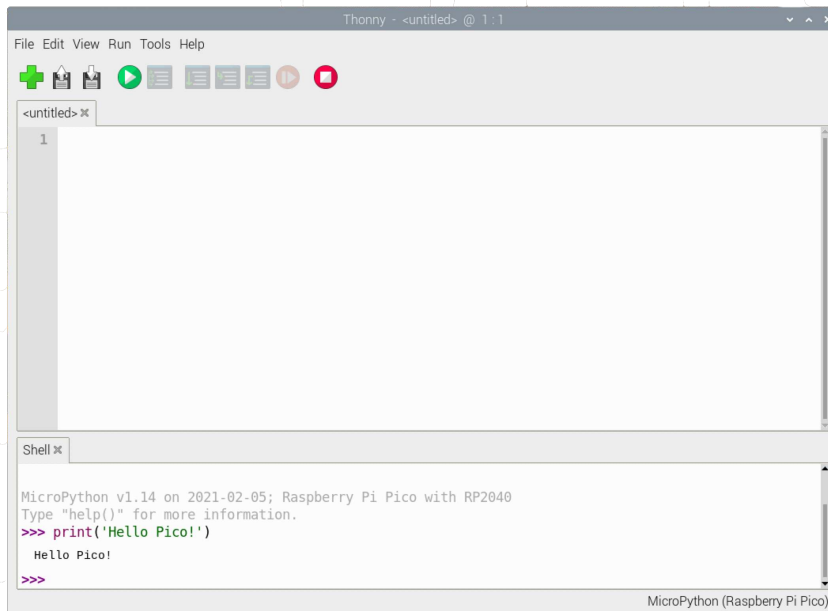 Thonny - <untitled> @ 1:1
File Edit View Run Tools Help
<untitled>
1
Shell
MicroPython v1.14 on 2021-02-05; Raspberry Pi Pico with RP2040
Type "help()" for more information.
>>> print('Hello Pico!')
Hello Pico!
>>>
MicroPython (Raspberry Pi Pico)